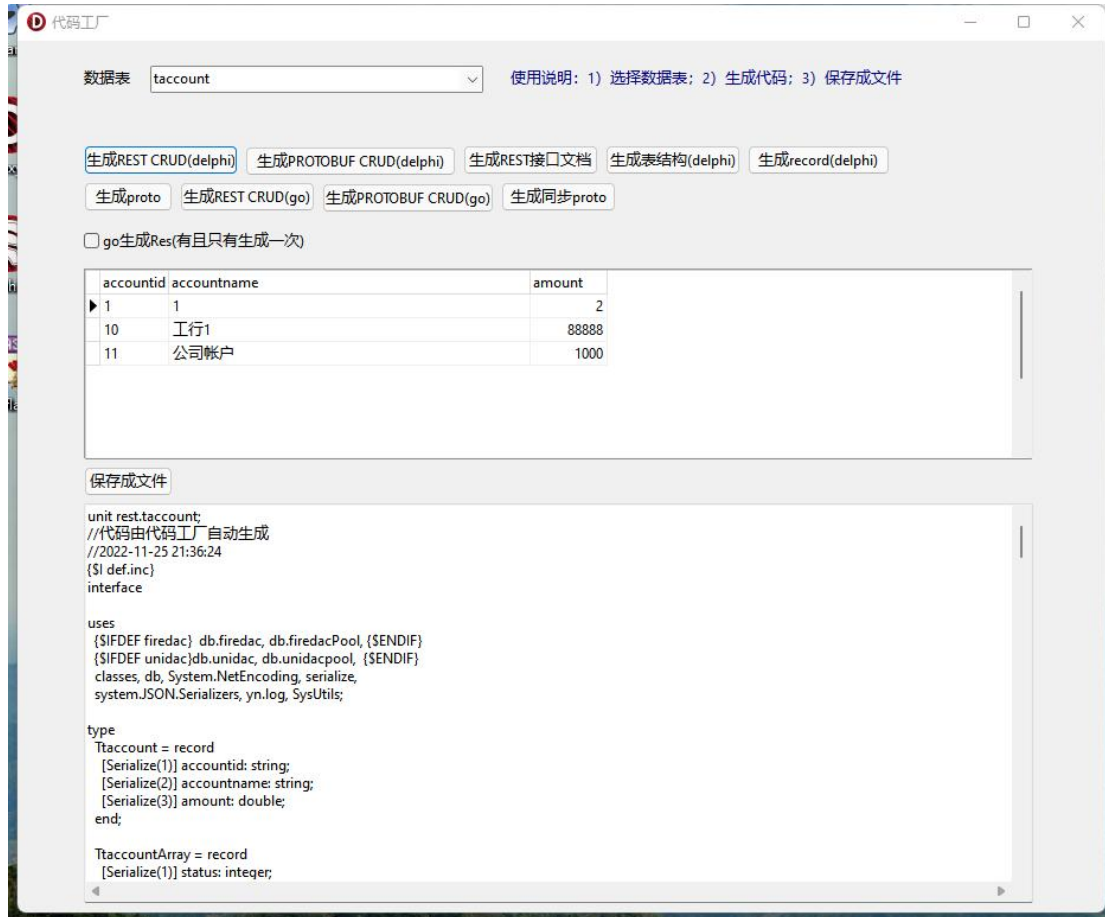 代码工厂
数据表 taccount 使用说明：1）选择数据表；2）生成代码；3）保存成文件
生成REST CRUD(delphi) 生成PROTOBUF CRUD(delphi) 生成REST接口文档 生成表结构(delphi) 生成record(delphi)
生成proto 生成REST CRUD(go) 生成PROTOBUF CRUD(go) 生成同步proto
go生成Res(有且只有生成一次)
accountid accountname amount
1 1 2
10 工行1 88888
11 公司帐户 1000
保存成文件
unit rest.taccount;
//代码由代码工厂自动生成
//2022-11-25 21:36:24
{$I def.inc}
interface
uses
{$IFDEF firedac} db.firedac, db.firedacPool, {$ENDIF}
{$IFDEF unidac}db.unidac, db.unidacpool, {$ENDIF}
classes, db, System.NetEncoding, serialize,
system.JSON.Serializers, yn.log, SysUtils;
type
Ttaccount = record
[Serialize(1)] accountid: string;
[Serialize(2)] accountname: string;
[Serialize(3)] amount: double;
end;
TtaccountArray = record
[Serialize(1)] status: integer;